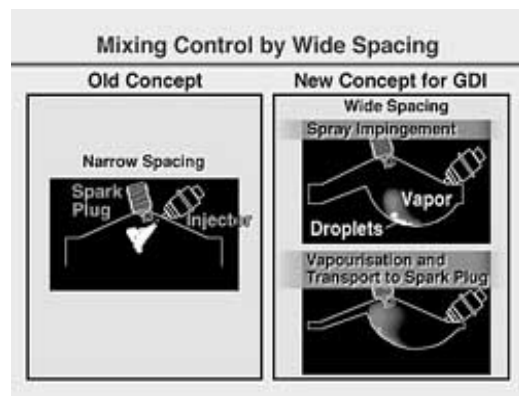 Mixing Control by Wide Spacing
Old Concept
Narrow Spacing
Spark
Plug
Injector
New Concept for GDI
Wide Spacing
Spray Impingement
Vapor
Droplets
Vapourisation and
Transport to Spark Plug